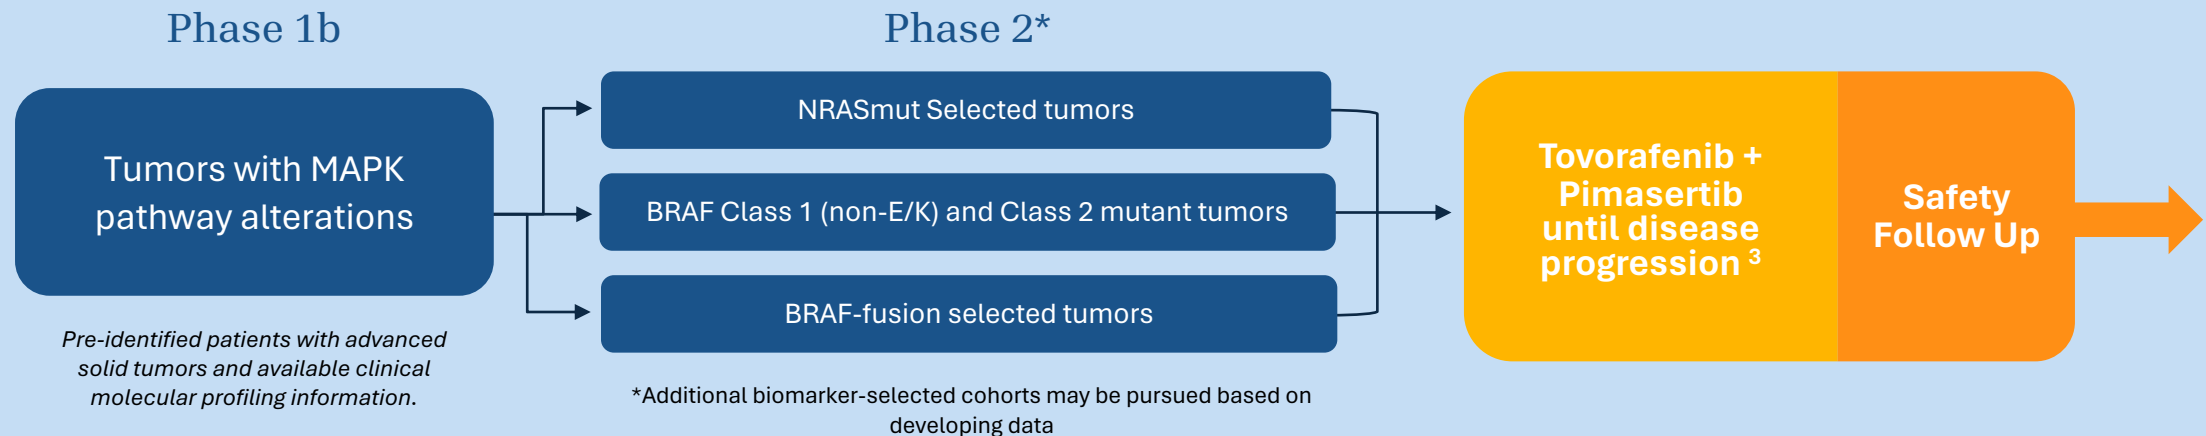 Phase 1b
Tumors with MAPK
pathway alterations
Pre-identified patients with advanced
solid tumors and available clinical
molecular profiling information.
Phase 2*
NRASmut Selected tumors
BRAF Class 1 (non-E/K) and Class 2 mutant tumors
BRAF-fusion selected tumors
*Additional biomarker-selected cohorts may be pursued based on
developing data
Tovorafenib +
Pimasertib
until disease
progression ³
Safety
Follow Up